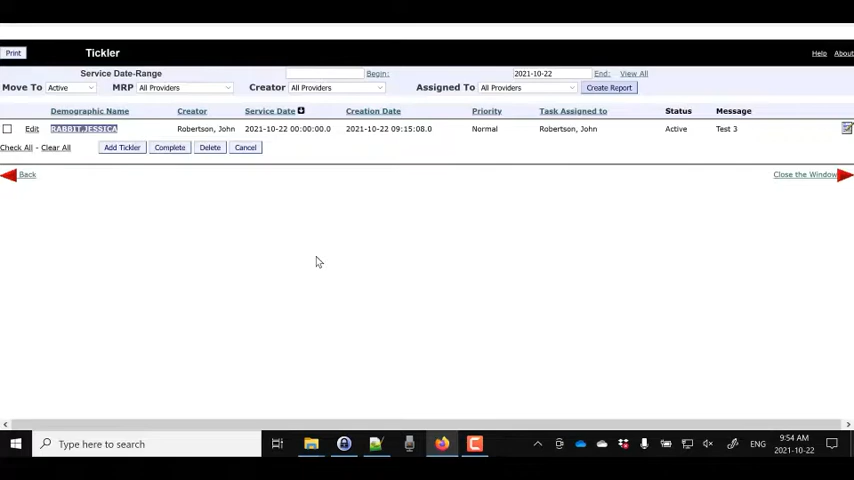 Print Tickler Help About
Service Date-Range Begin: 2021-10-22 End: View All
Move To Active MRP All Providers Creator All Providers Assigned To All Providers Create Report
Demographic Name Creator Service Date Creation Date Priority Task Assigned to Status Message
Edit RABBIT,JESSICA Robertson, John 2021-10-22 00:00:00.0 2021-10-22 09:15:08.0 Normal Robertson, John Active Test 3
Check All - Clear All Add Tickler Complete Delete Cancel
Back Close the Window
Type here to search ENG 9:54 AM
2021-10-22